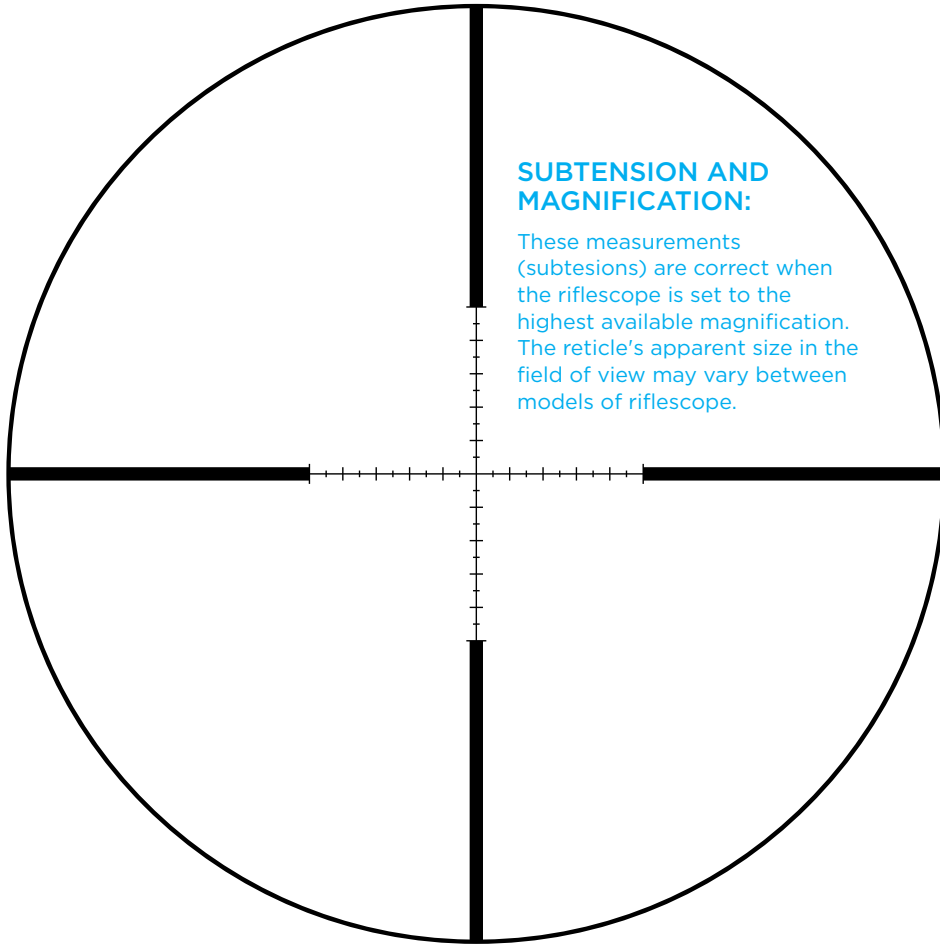 SUBTENSION AND
MAGNIFICATION:
These measurements
(subtesions) are correct when
the riflescope is set to the
highest available magnification.
The reticle's apparent size in the
field of view may vary between
models of riflescope.